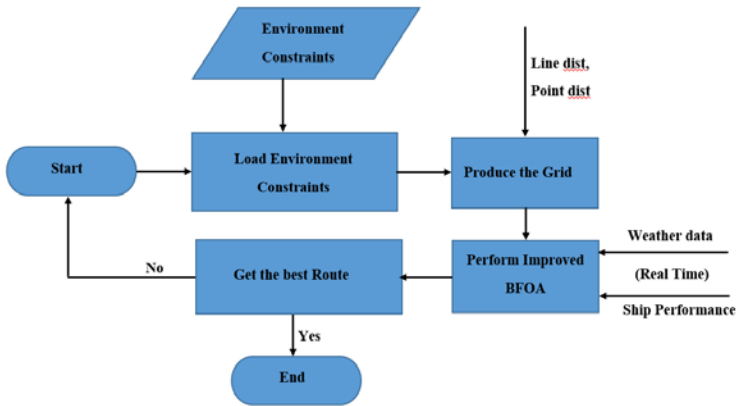 Environment
Constraints
Line dist,
Point dist
Start
Load Environment
Constraints
Produce the Grid
Weather data
(Real Time)
Ship Performance
Perform Improved
BFOA
Get the best Route
No
Yes
End